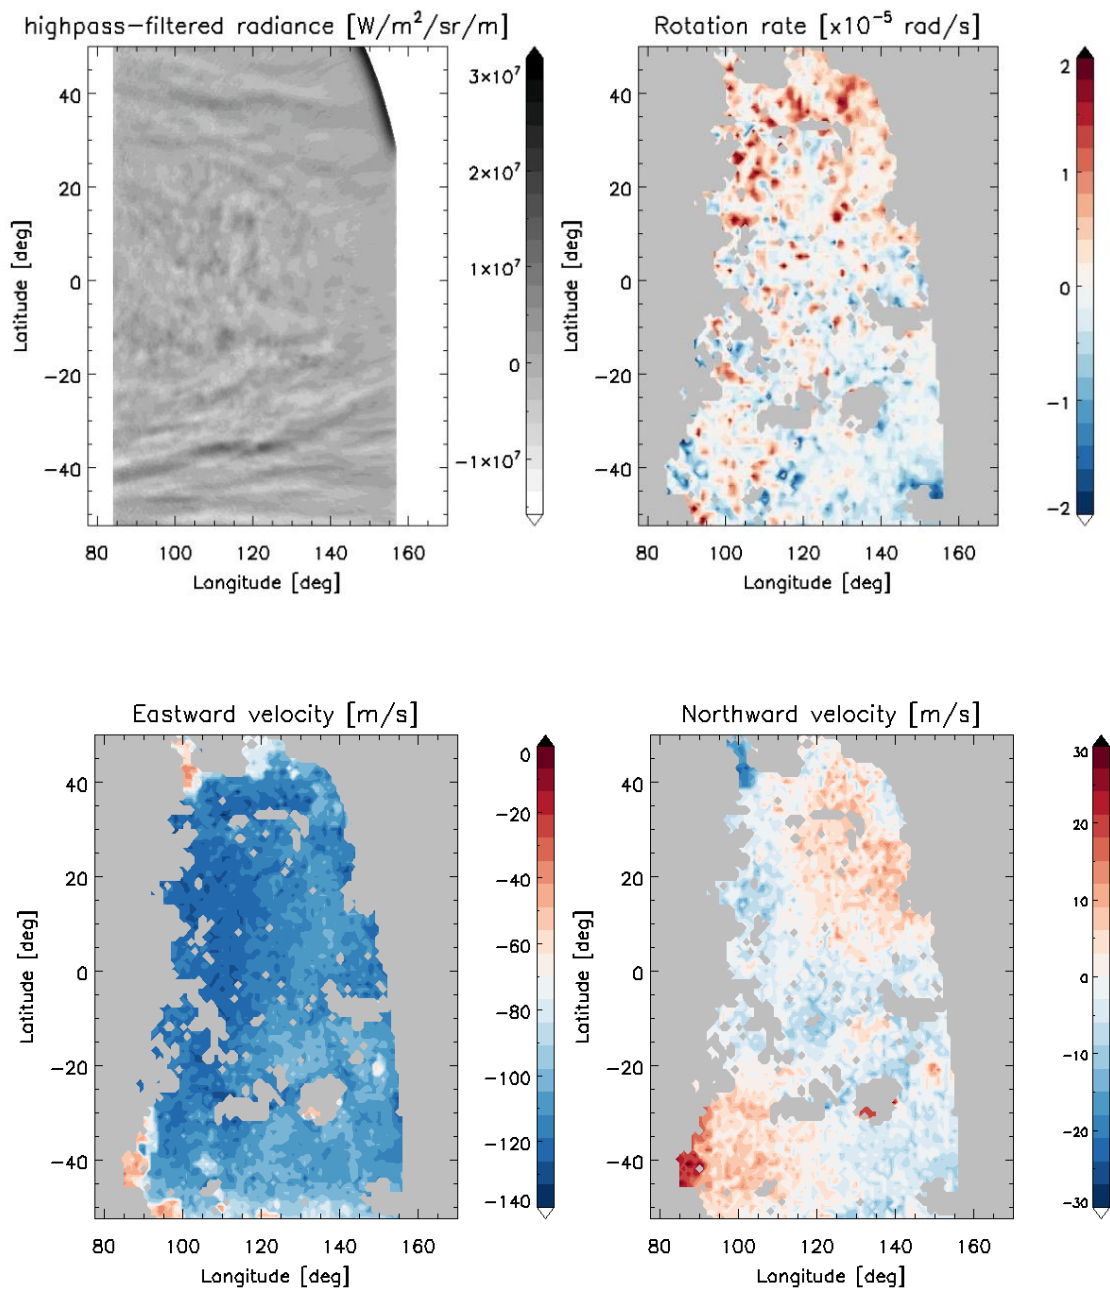 highpass−filtered radiance [W/m²/sr/m]
40
20
0
−20
−40
80 100 120 140 160
Longitude [deg]
Latitude [deg]
3×10⁷
2×10⁷
1×10⁷
0
−1×10⁷
Rotation rate [x10⁻⁵ rad/s]
40
20
0
−20
−40
80 100 120 140 160
Longitude [deg]
Latitude [deg]
2
1
0
−1
−2
Eastward velocity [m/s]
40
20
0
−20
−40
80 100 120 140 160
Longitude [deg]
Latitude [deg]
0
−20
−40
−60
−80
−100
−120
−140
Northward velocity [m/s]
40
20
0
−20
−40
80 100 120 140 160
Longitude [deg]
Latitude [deg]
30
20
10
0
−10
−20
−30